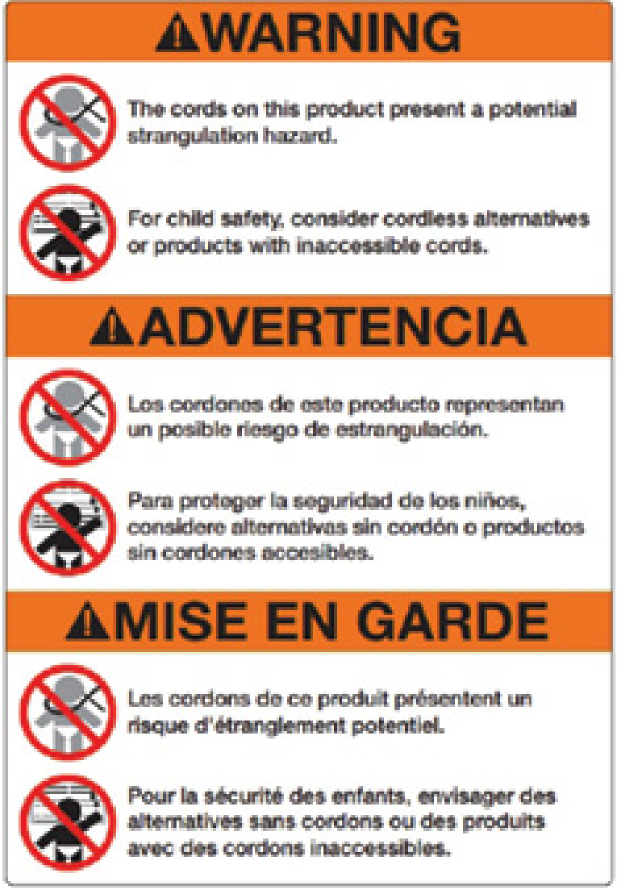 WARNING
The cords on this product present a potential
strangulation hazard.
For child safety, consider cordless alternatives
or products with inaccessible cords.
ADVERTENCIA
Los cordones de este producto representan
un posible riesgo de estrangulación.
Para proteger la seguridad de los niños,
considere alternativas sin cordón o productos
sin cordones accesibles.
MISE EN GARDE
Les cordons de ce produit présentent un
risque d'étranglement potentiel.
Pour la sécurité des enfants, envisager des
alternatives sans cordons ou des produits
avec des cordons inaccessibles.